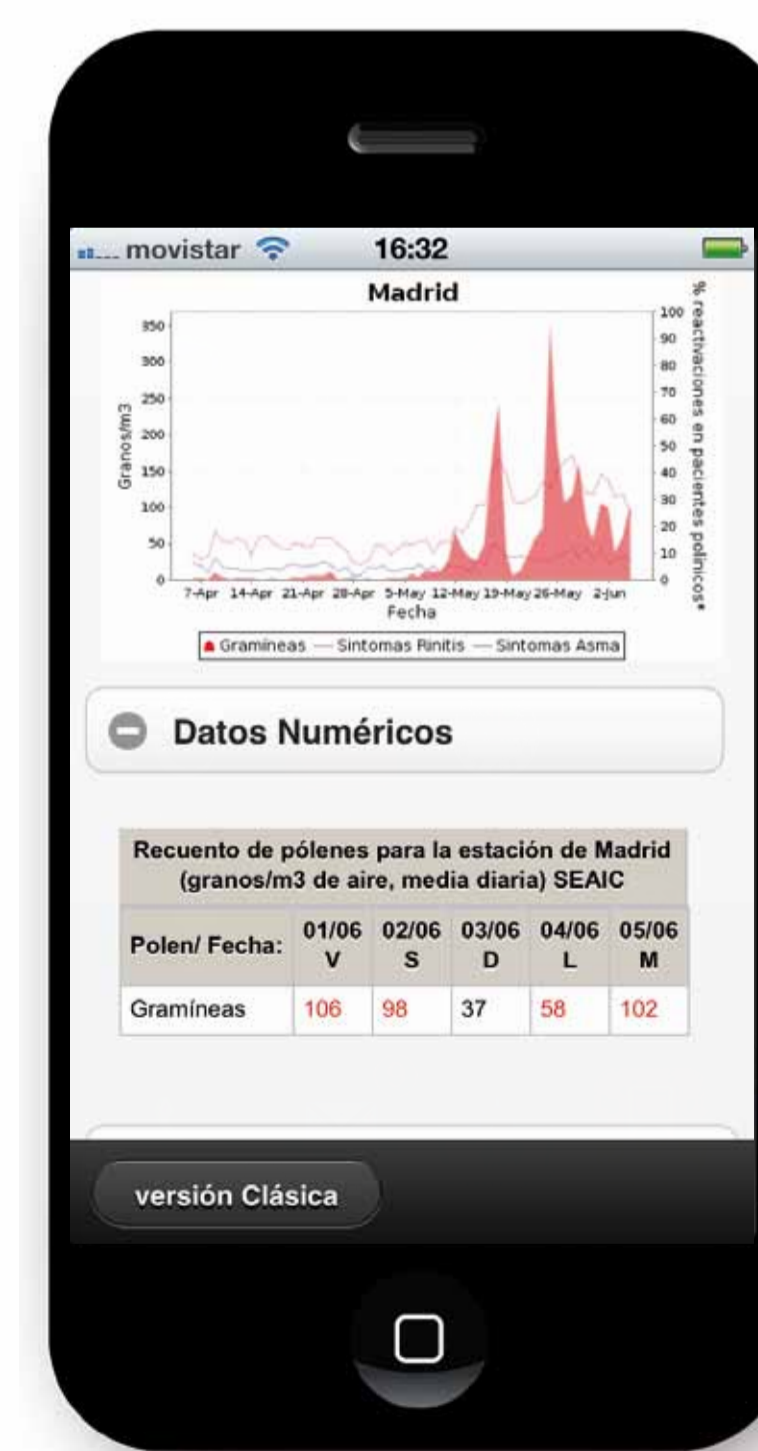 movistar 16:32
Madrid
350
300
250
200
150
100
50
0
Granos/m3
100
90
80
70
60
50
40
30
20
10
0
% reactivaciones en pacientes polínicos*
7-Apr 14-Apr 21-Apr 28-Apr 5-May 12-May 19-May 26-May 2-Jun
Fecha
Gramíneas — Sintomas Rinitis — Sintomas Asma
Datos Numéricos
Recuento de pólenes para la estación de Madrid
(granos/m3 de aire, media diaria) SEAIC
Polen/ Fecha: 01/06 V 02/06 S 03/06 D 04/06 L 05/06 M
Gramíneas 106 98 37 58 102
versión Clásica